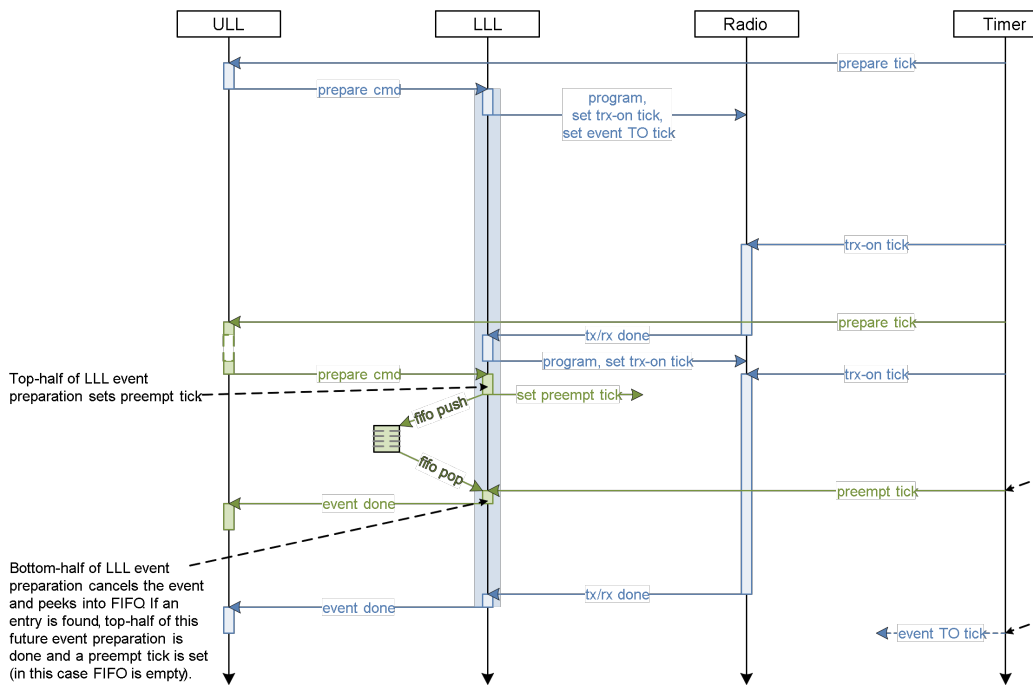 ULL
LLL
Radio
Timer
prepare tick
prepare cmd
program,
set trx-on tick,
set event TO tick
trx-on tick
prepare tick
tx/rx done
program, set trx-on tick
prepare cmd
trx-on tick
Top-half of LLL event
preparation sets preempt tick
set preempt tick
fifo push
fifo pop
preempt tick
event done
Bottom-half of LLL event
preparation cancels the event
and peeks into FIFO. If an
entry is found, top-half of this
future event preparation is
done and a preempt tick is set
(in this case FIFO is empty).
tx/rx done
event done
event TO tick